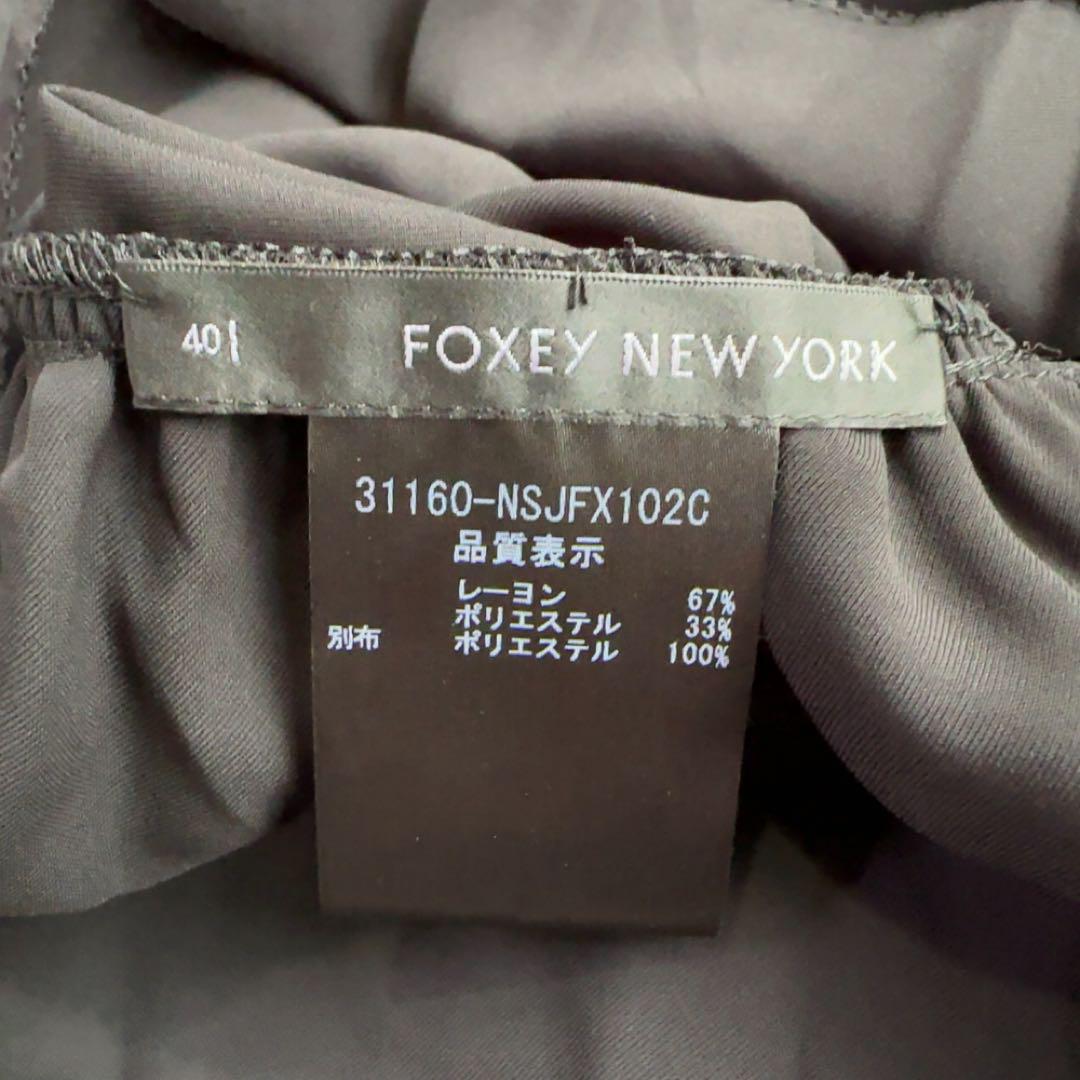 40| FOXEY NEW YORK
31160-NSJFX102C
品質表示
レーヨン 67%
ポリエステル 33%
別布 ポリエステル 100%